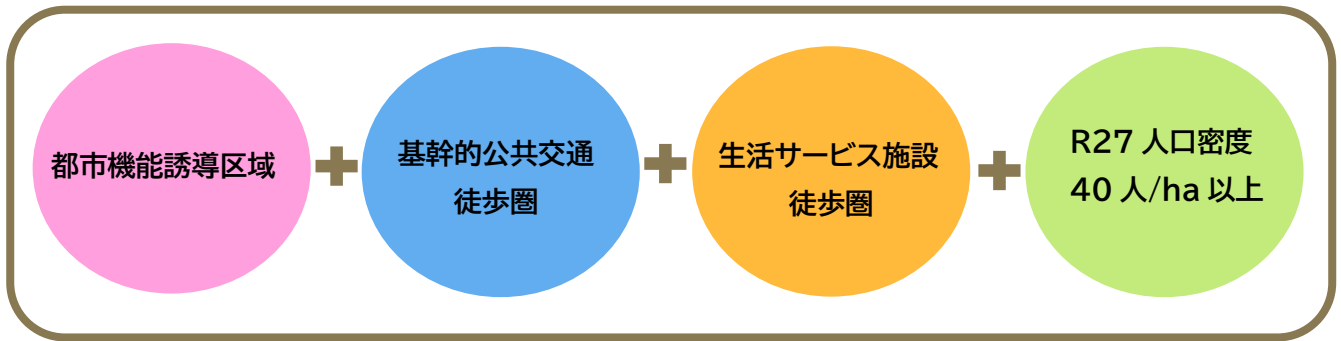 都市機能誘導区域
基幹的公共交通
徒歩圏
生活サービス施設
徒歩圏
R27 人口密度
40 人/ha 以上